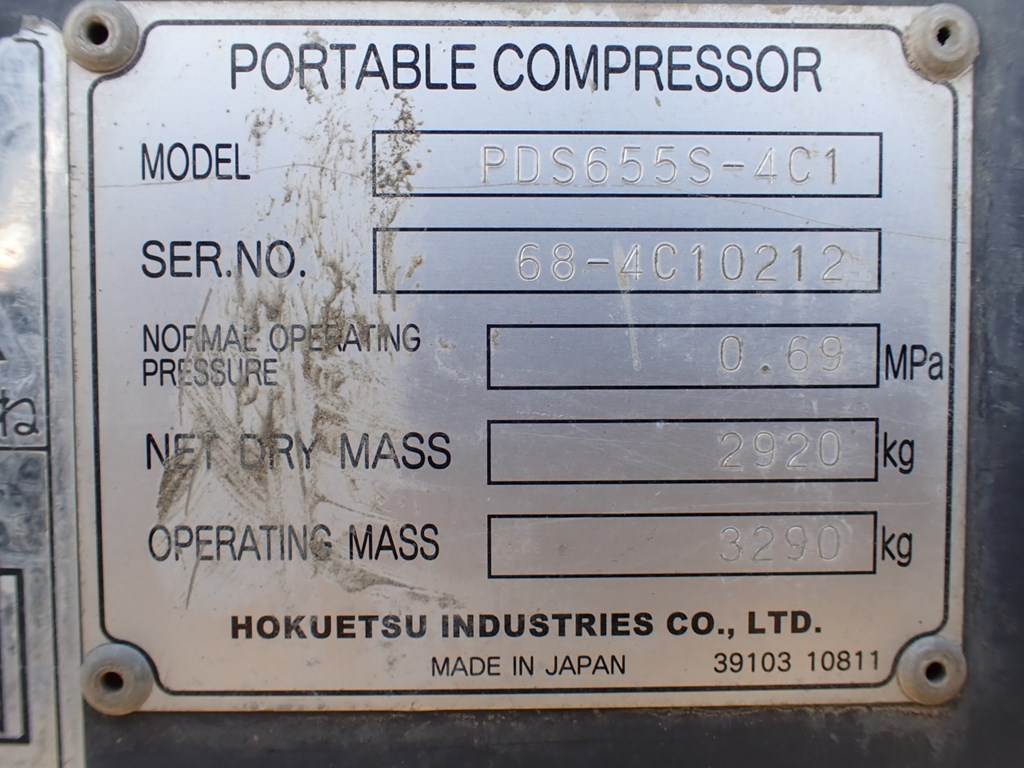 PORTABLE COMPRESSOR
MODEL PDS655S-4C1
SER.NO. 68-4C10212
NORMAL OPERATING
PRESSURE 0.69 MPa
NET DRY MASS 2920 kg
OPERATING MASS 3290 kg
HOKUETSU INDUSTRIES CO., LTD.
MADE IN JAPAN 39103 10811